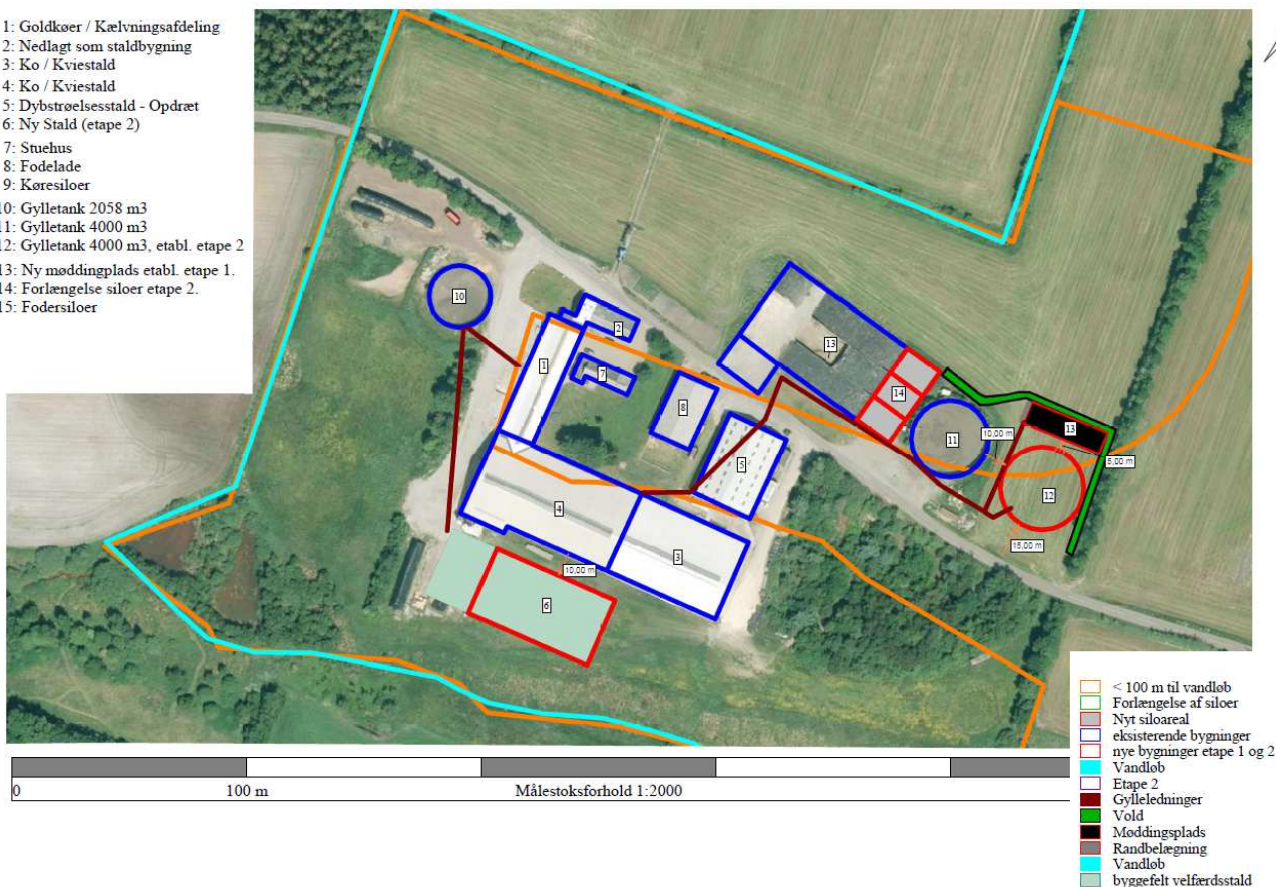 1: Goldkøer / Kælvningsafdeling
2: Nedlagt som staldbygning
3: Ko / Kviestald
4: Ko / Kviestald
5: Dybstrøelsesstald - Opdræt
6: Ny Stald (etape 2)
7: Stuehus
8: Fodelade
9: Køresiloer
10: Gylletank 2058 m3
11: Gylletank 4000 m3
12: Gylletank 4000 m3, etabl. etape 2
13: Ny møddingplads etabl. etape 1.
14: Forlængelse siloer etape 2.
15: Fodersiloer
10
2
1
7
13
8
14
11
10,00 m
13
5,00 m
5
12
4
15,00 m
3
10,00 m
6
< 100 m til vandløb
Forlængelse af siloer
Nyt siloareal
eksisterende bygninger
nye bygninger etape 1 og 2
Vandløb
Etape 2
Gylleledninger
Vold
Møddingsplads
Randbelægning
Vandløb
byggefelt velfærdsstald
0
100 m
Målestoksforhold 1:2000